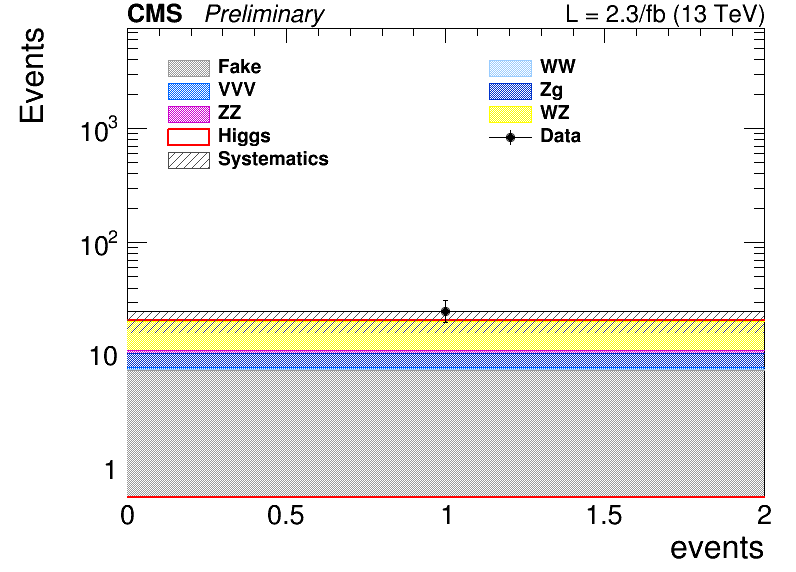 CMS Preliminary L = 2.3/fb (13 TeV)
Events
Fake WW
VVV Zg
ZZ WZ
Higgs Data
Systematics
10³
10²
10
1
0 0.5 1 1.5 2
events